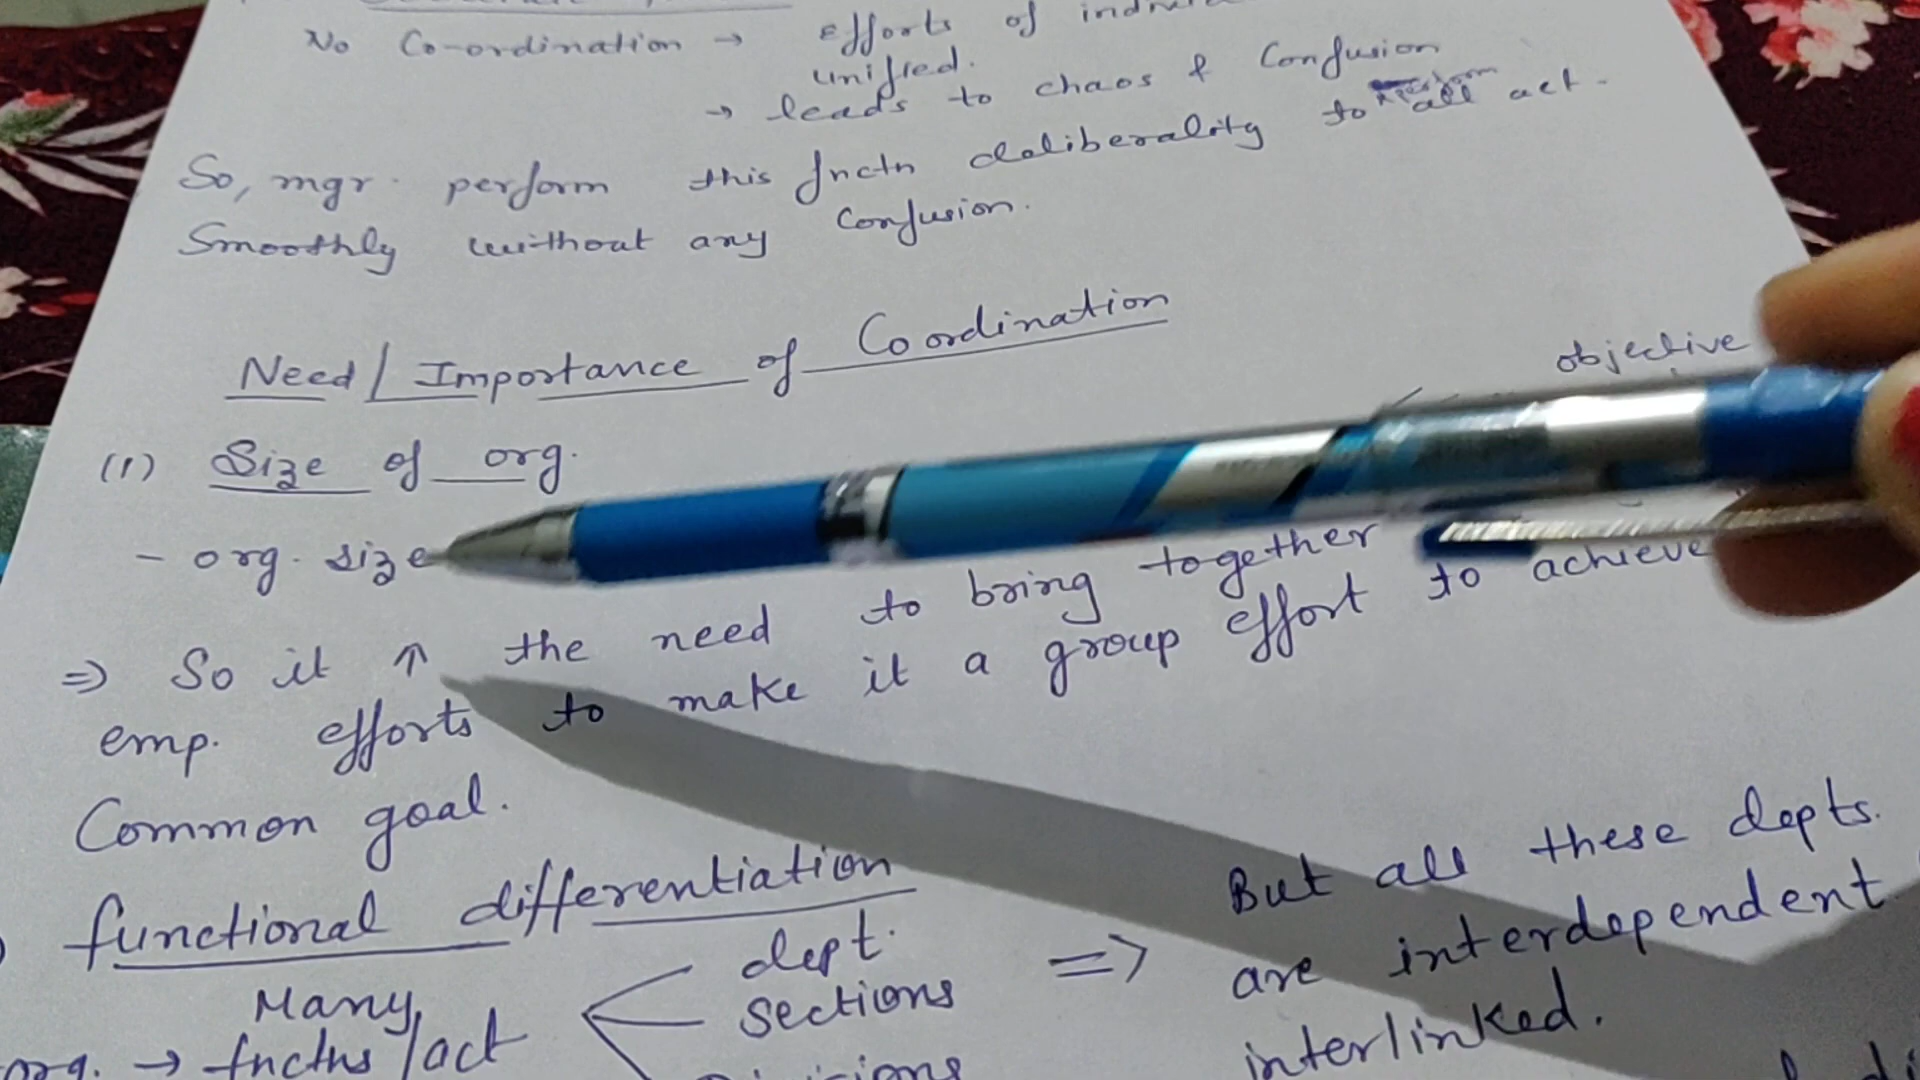 No Co-ordination → efforts of
unified.
→ leads to chaos & Confusion
So, mgr. perform this fnctn deliberality to perform all act.
Smoothly without any Confusion.
Need/Importance of Coordination
objective
(1) Size of org.
- org. size
⇒ So it ↑ the need to bring together
emp. efforts to make it a group effort to achieve
Common goal.
functional differentiation
Many
org. → fncthns/act
dept.
sections
=> But all these depts.
are interdependent
interlinked.